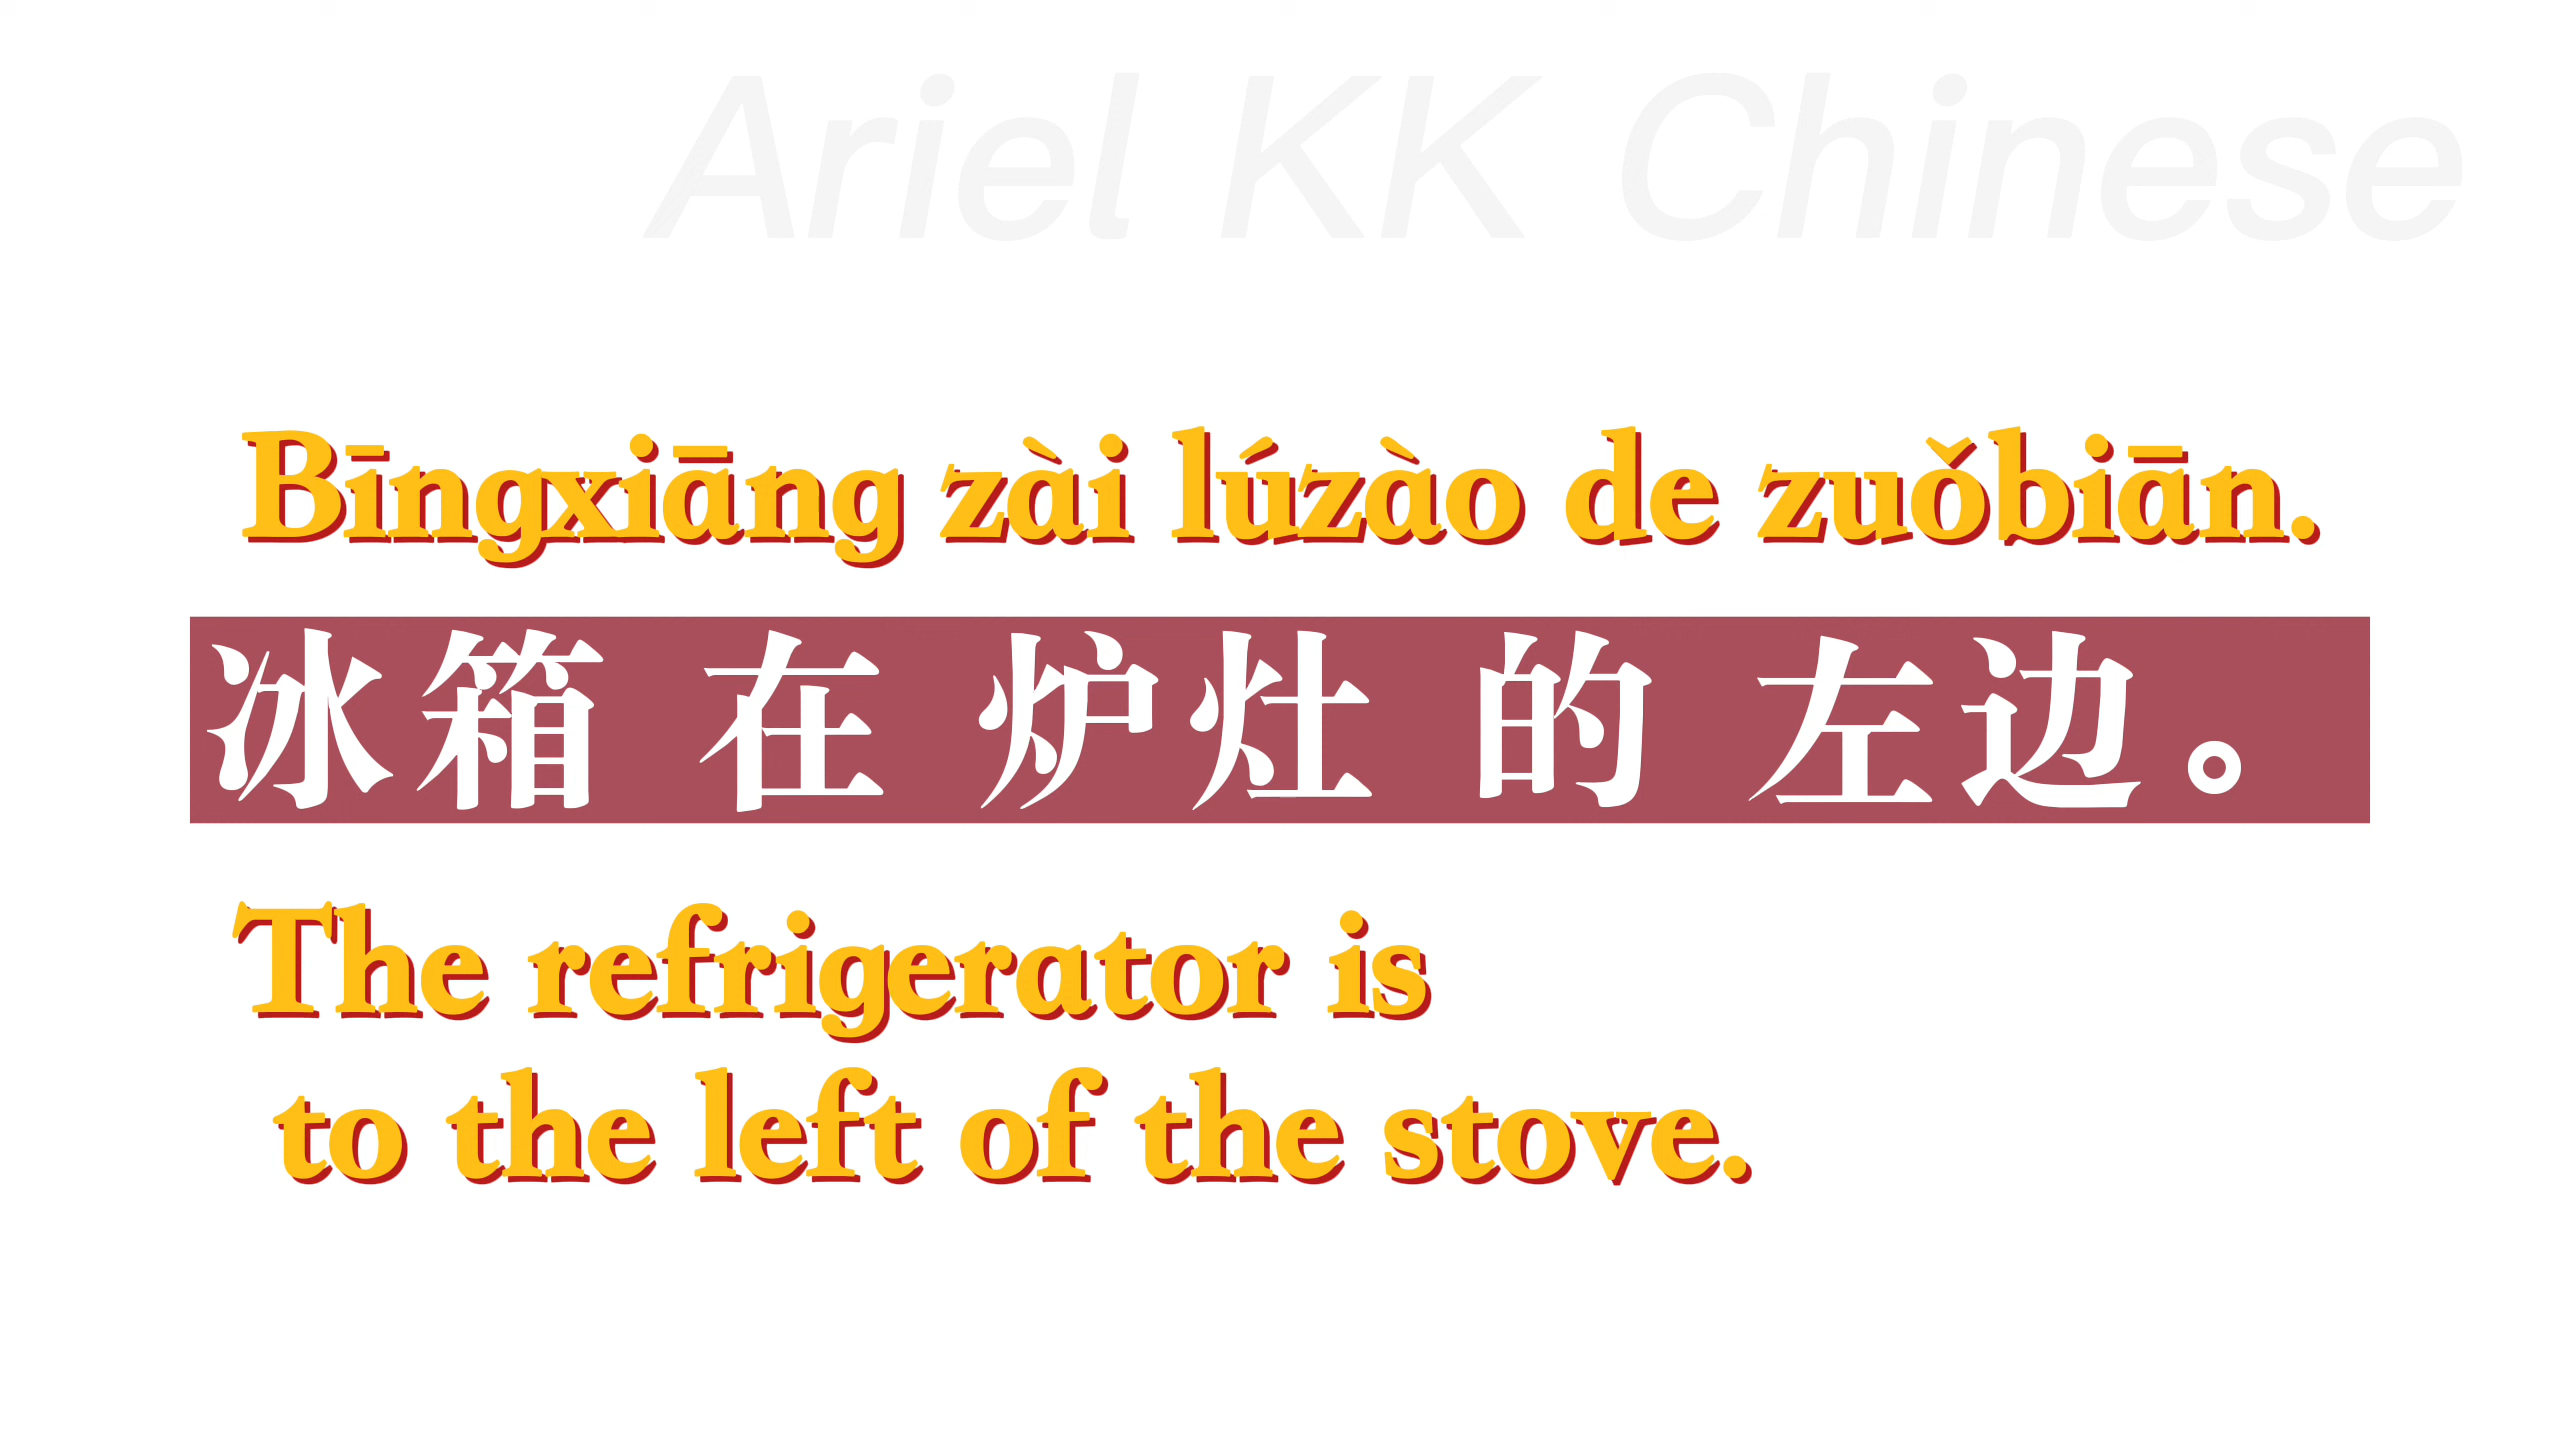 Ariel KK Chinese
Bīngxiāng zài lúzào de zuǒbiān.
冰箱 在 炉灶 的 左边。
The refrigerator is
to the left of the stove.